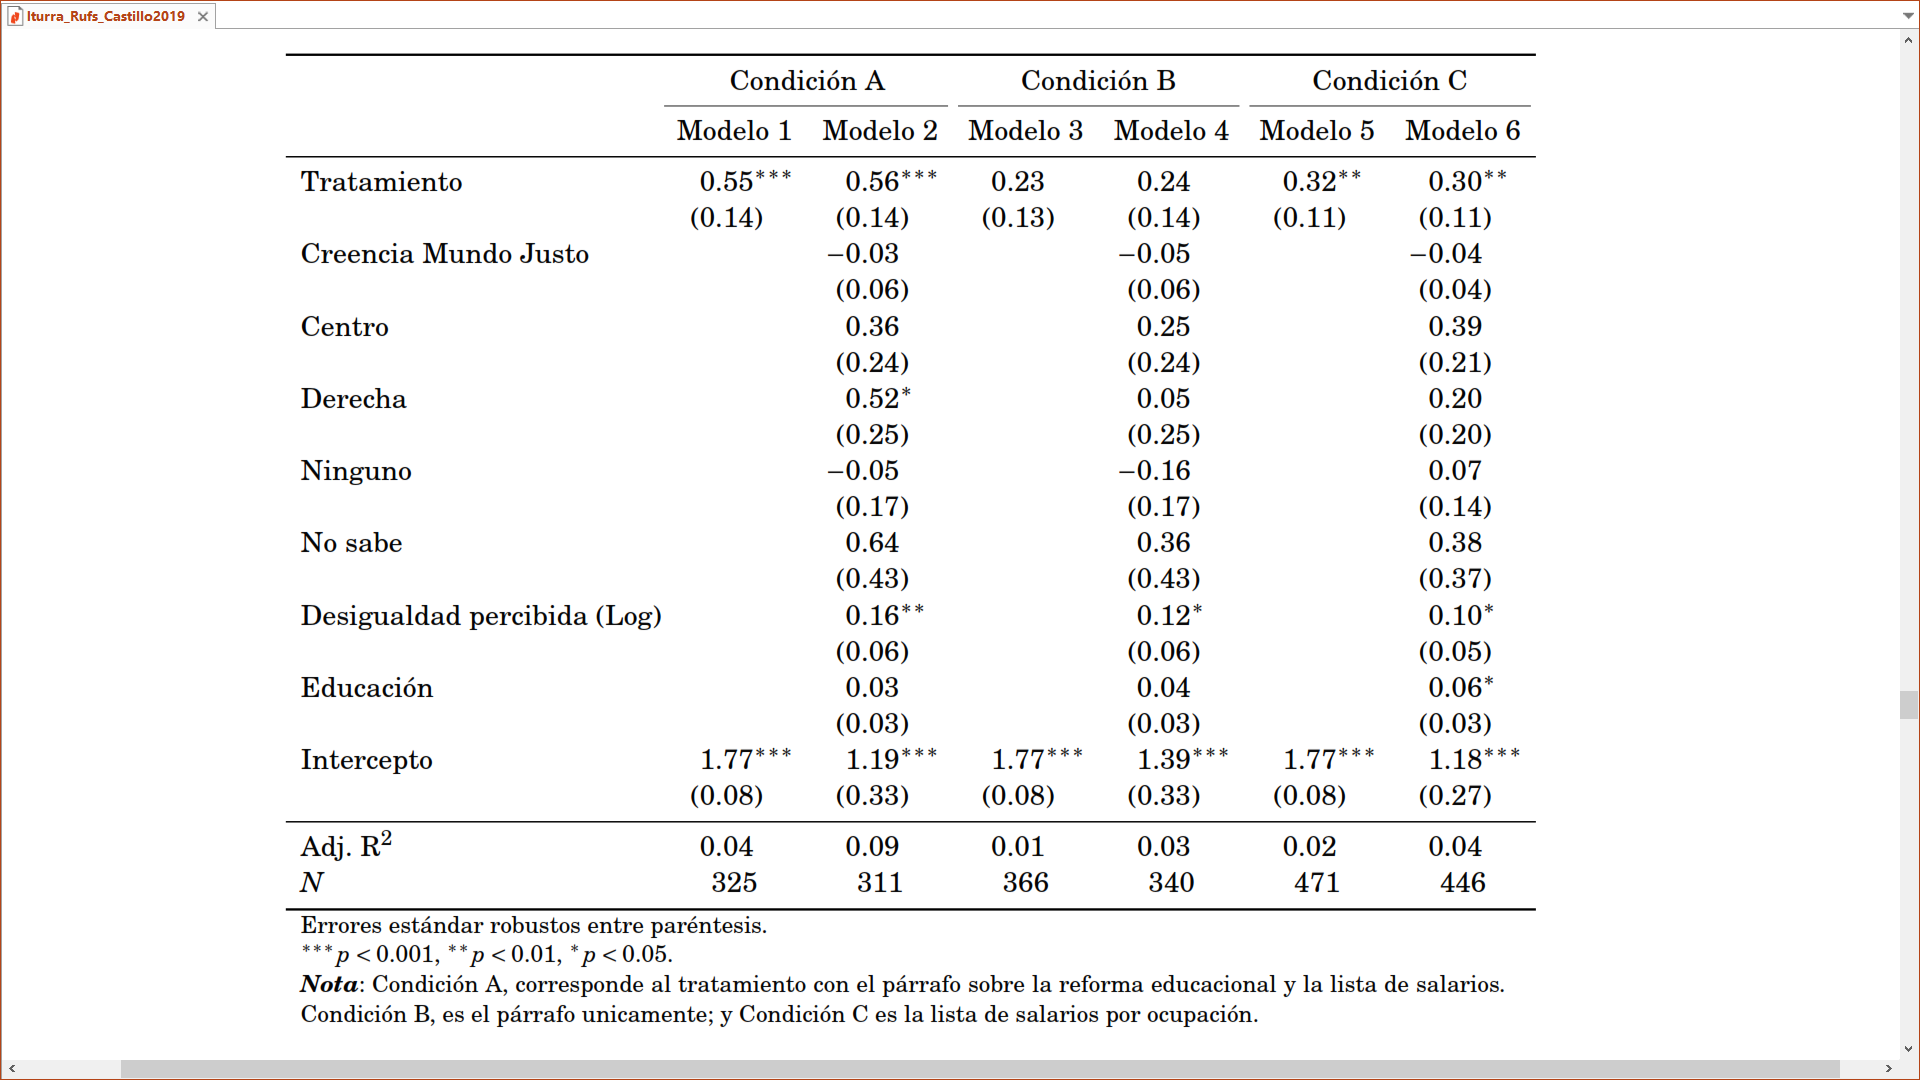 Iturra_Rufs_Castillo2019
Condición A Condición B Condición C
Modelo 1 Modelo 2 Modelo 3 Modelo 4 Modelo 5 Modelo 6
Tratamiento 0.55*** 0.56*** 0.23 0.24 0.32** 0.30**
(0.14) (0.14) (0.13) (0.14) (0.11) (0.11)
Creencia Mundo Justo −0.03 −0.05 −0.04
(0.06) (0.06) (0.04)
Centro 0.36 0.25 0.39
(0.24) (0.24) (0.21)
Derecha 0.52* 0.05 0.20
(0.25) (0.25) (0.20)
Ninguno −0.05 −0.16 0.07
(0.17) (0.17) (0.14)
No sabe 0.64 0.36 0.38
(0.43) (0.43) (0.37)
Desigualdad percibida (Log) 0.16** 0.12* 0.10*
(0.06) (0.06) (0.05)
Educación 0.03 0.04 0.06*
(0.03) (0.03) (0.03)
Intercepto 1.77*** 1.19*** 1.77*** 1.39*** 1.77*** 1.18***
(0.08) (0.33) (0.08) (0.33) (0.08) (0.27)
Adj. R² 0.04 0.09 0.01 0.03 0.02 0.04
N 325 311 366 340 471 446
Errores estándar robustos entre paréntesis.
***p < 0.001, **p < 0.01, *p < 0.05.
Nota: Condición A, corresponde al tratamiento con el párrafo sobre la reforma educacional y la lista de salarios.
Condición B, es el párrafo unicamente; y Condición C es la lista de salarios por ocupación.